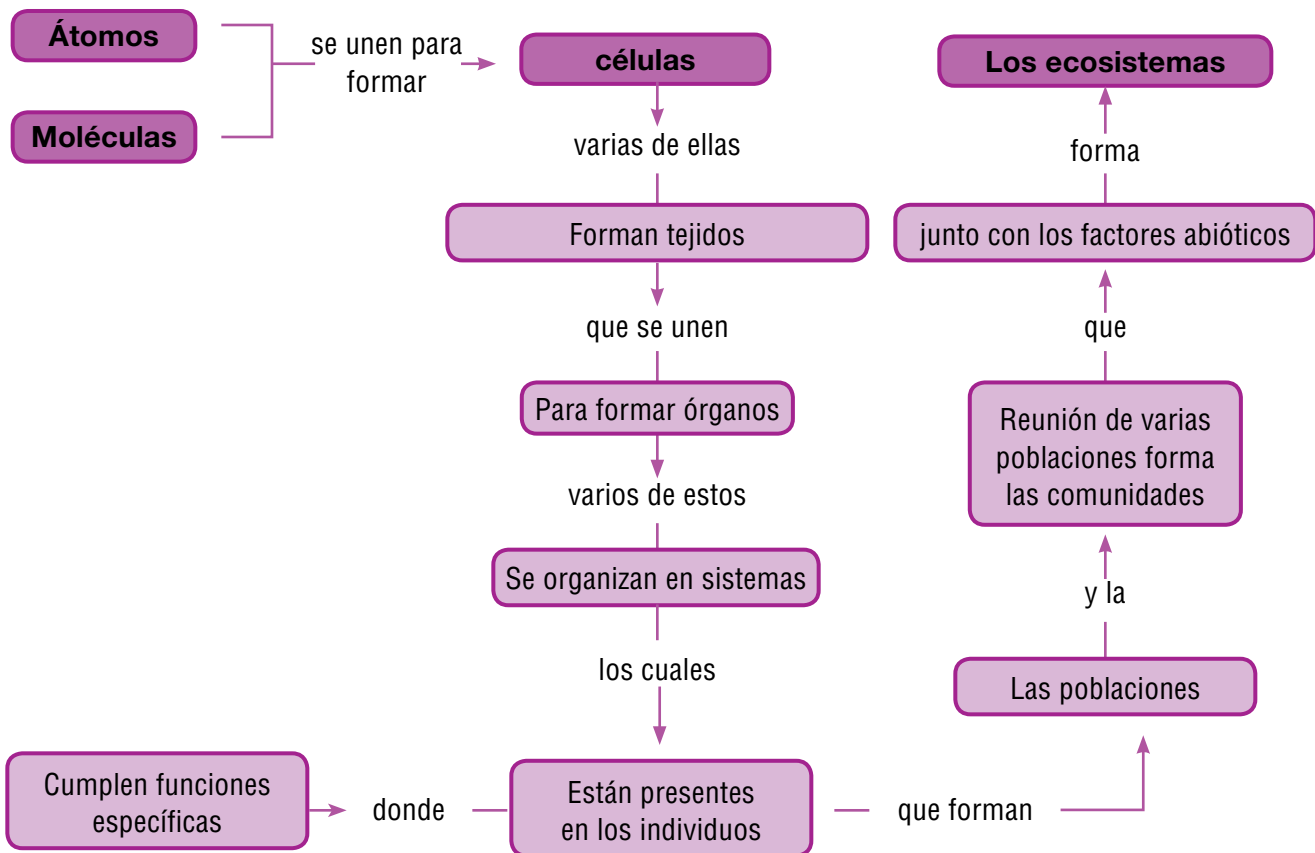 Átomos
Moléculas
se unen para
formar
células
varias de ellas
Forman tejidos
que se unen
Para formar órganos
varios de estos
Se organizan en sistemas
los cuales
Están presentes
en los individuos
donde
Cumplen funciones
específicas
que forman
Las poblaciones
y la
Reunión de varias
poblaciones forma
las comunidades
que
junto con los factores abióticos
forma
Los ecosistemas